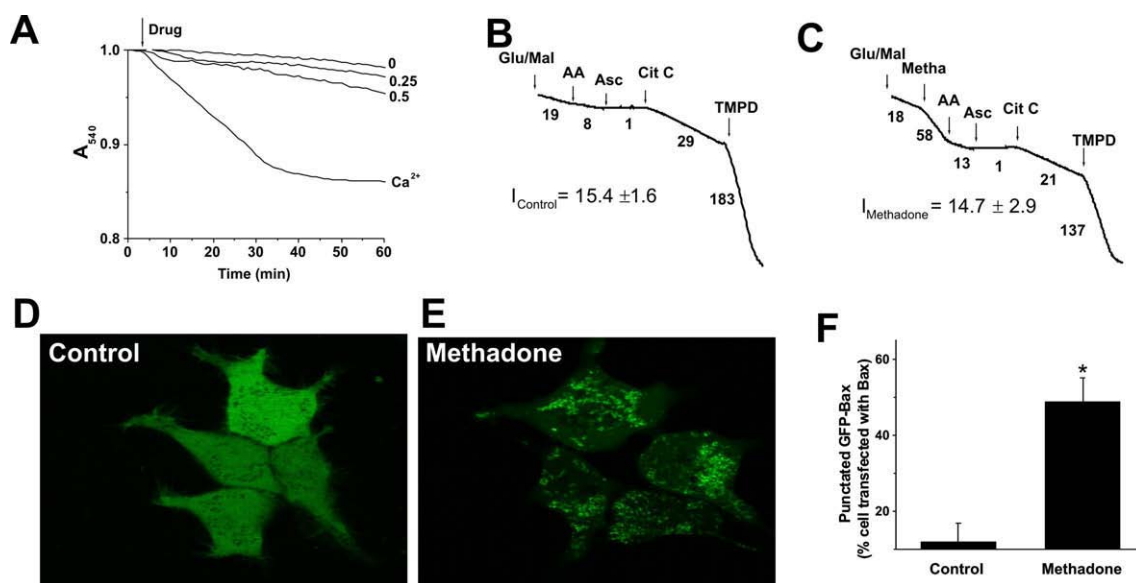 A
Drug
1.0
0.9
0.8
A540
0
0.25
0.5
Ca2+
0 10 20 30 40 50 60
Time (min)
B
Glu/Mal
AA
Asc
Cit C
TMPD
19
8
1
29
183
IControl= 15.4 ±1.6
C
Glu/Mal
Metha
AA
Asc
Cit C
TMPD
18
58
13
1
21
137
IMethadone = 14.7 ± 2.9
D
Control
E
Methadone
F
Punctated GFP-Bax
(% cell transfected with Bax)
60
40
20
*
Control
Methadone